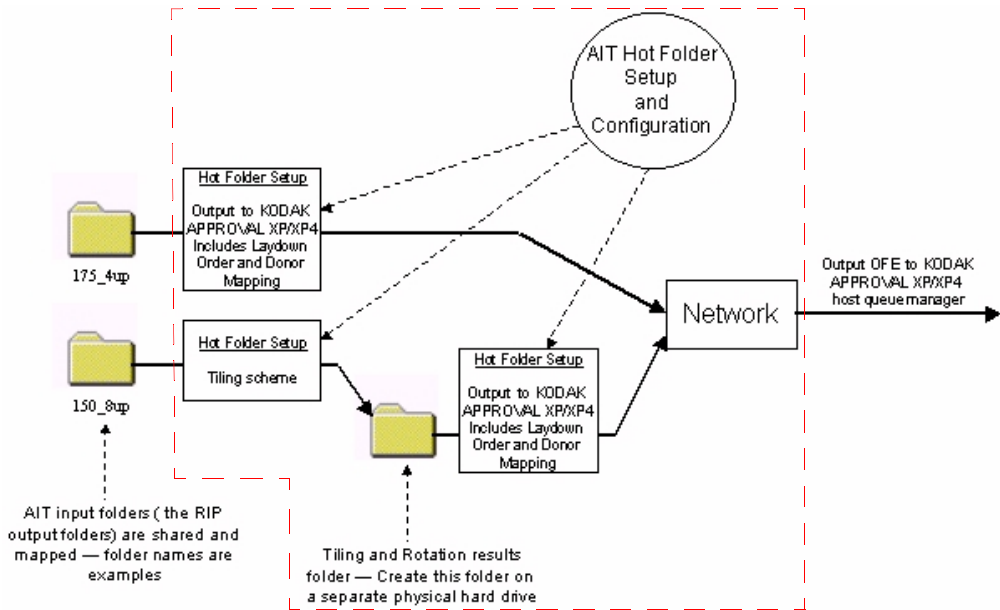 AIT Hot Folder
Setup
and
Configuration
Hot Folder Setup
Output to KODAK
APPROVAL XP/XP4
Includes Laydown
Order and Donor
Mapping
175_4up
Hot Folder Setup
Tiling scheme
150_8up
Hot Folder Setup
Output to KODAK
APPROVAL XP/XP4
Includes Laydown
Order and Donor
Mapping
Network
Output OFE to KODAK
APPROVAL XP/XP4
host queue manager
AIT input folders ( the RIP
output folders) are shared and
mapped — folder names are
examples
Tiling and Rotation results
folder — Create this folder on
a separate physical hard drive